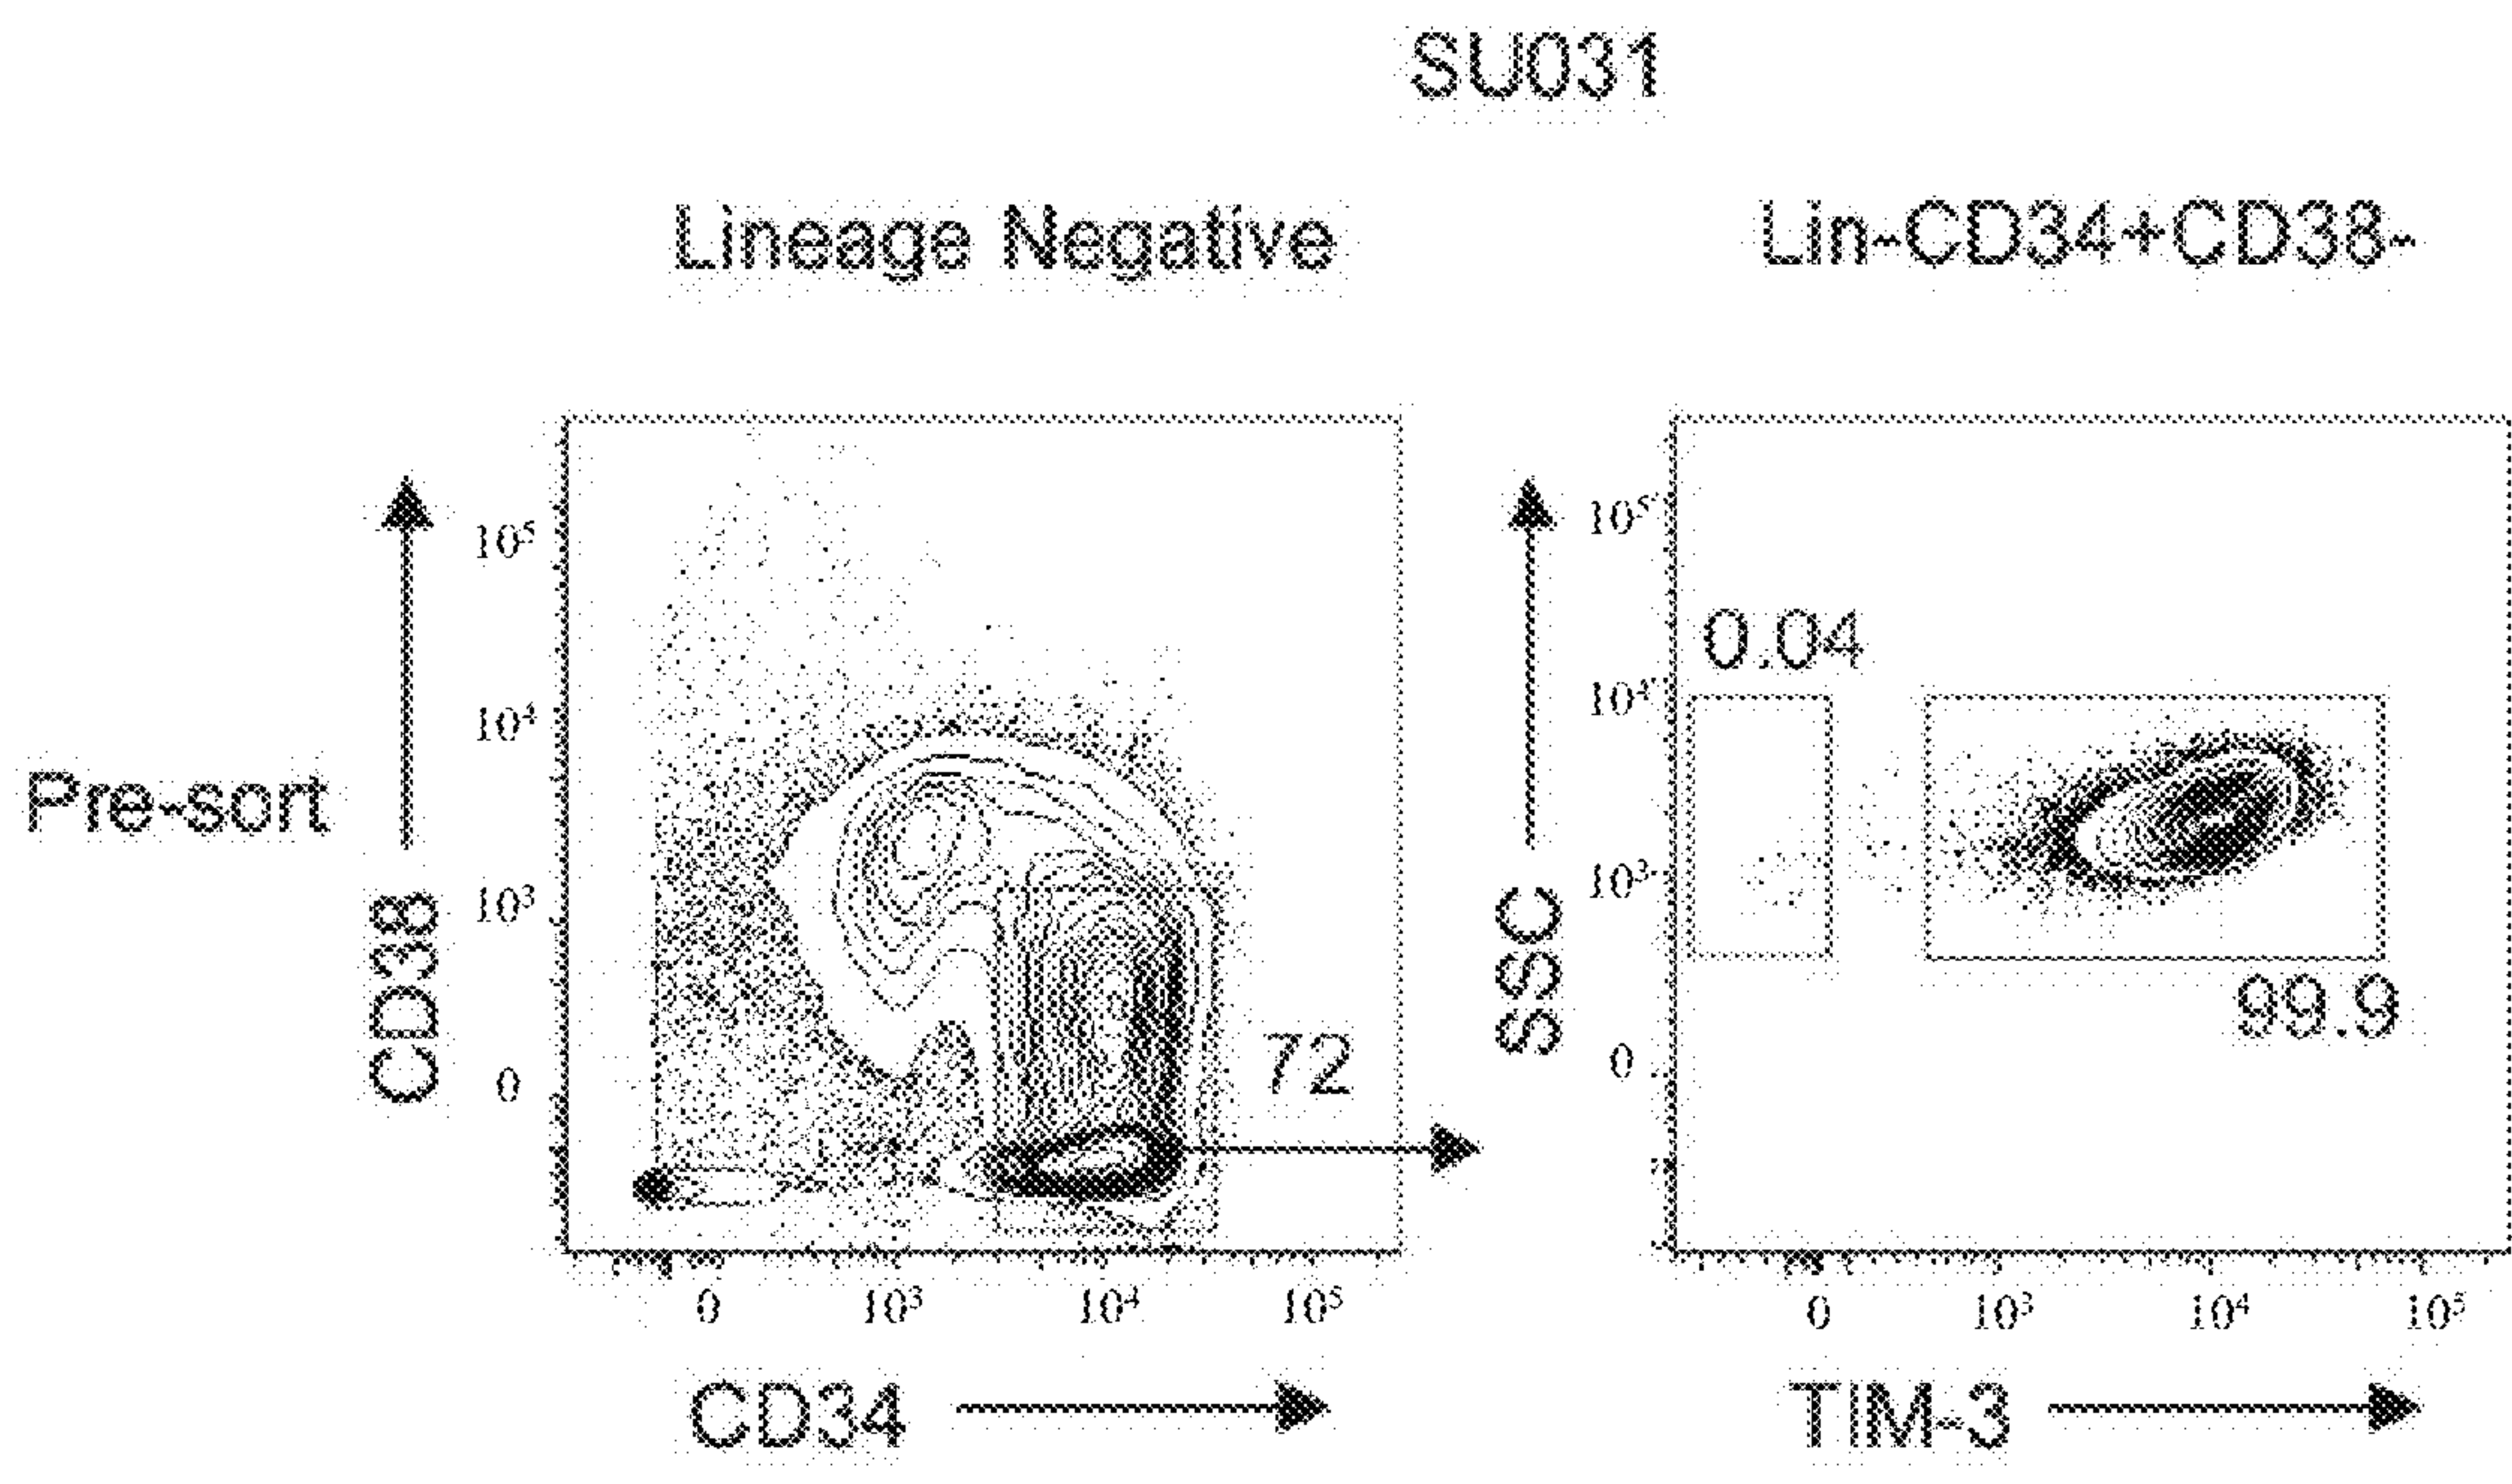 SU031
Lineage Negative
Lin-CD34+CD38-
Pre-sort
CD38
10⁵
10⁴
10³
0
72
0
10³
10⁴
10⁵
CD34
SSC
10⁵
10⁴
10³
0
0.04
99.9
0
10³
10⁴
10⁵
TIM-3